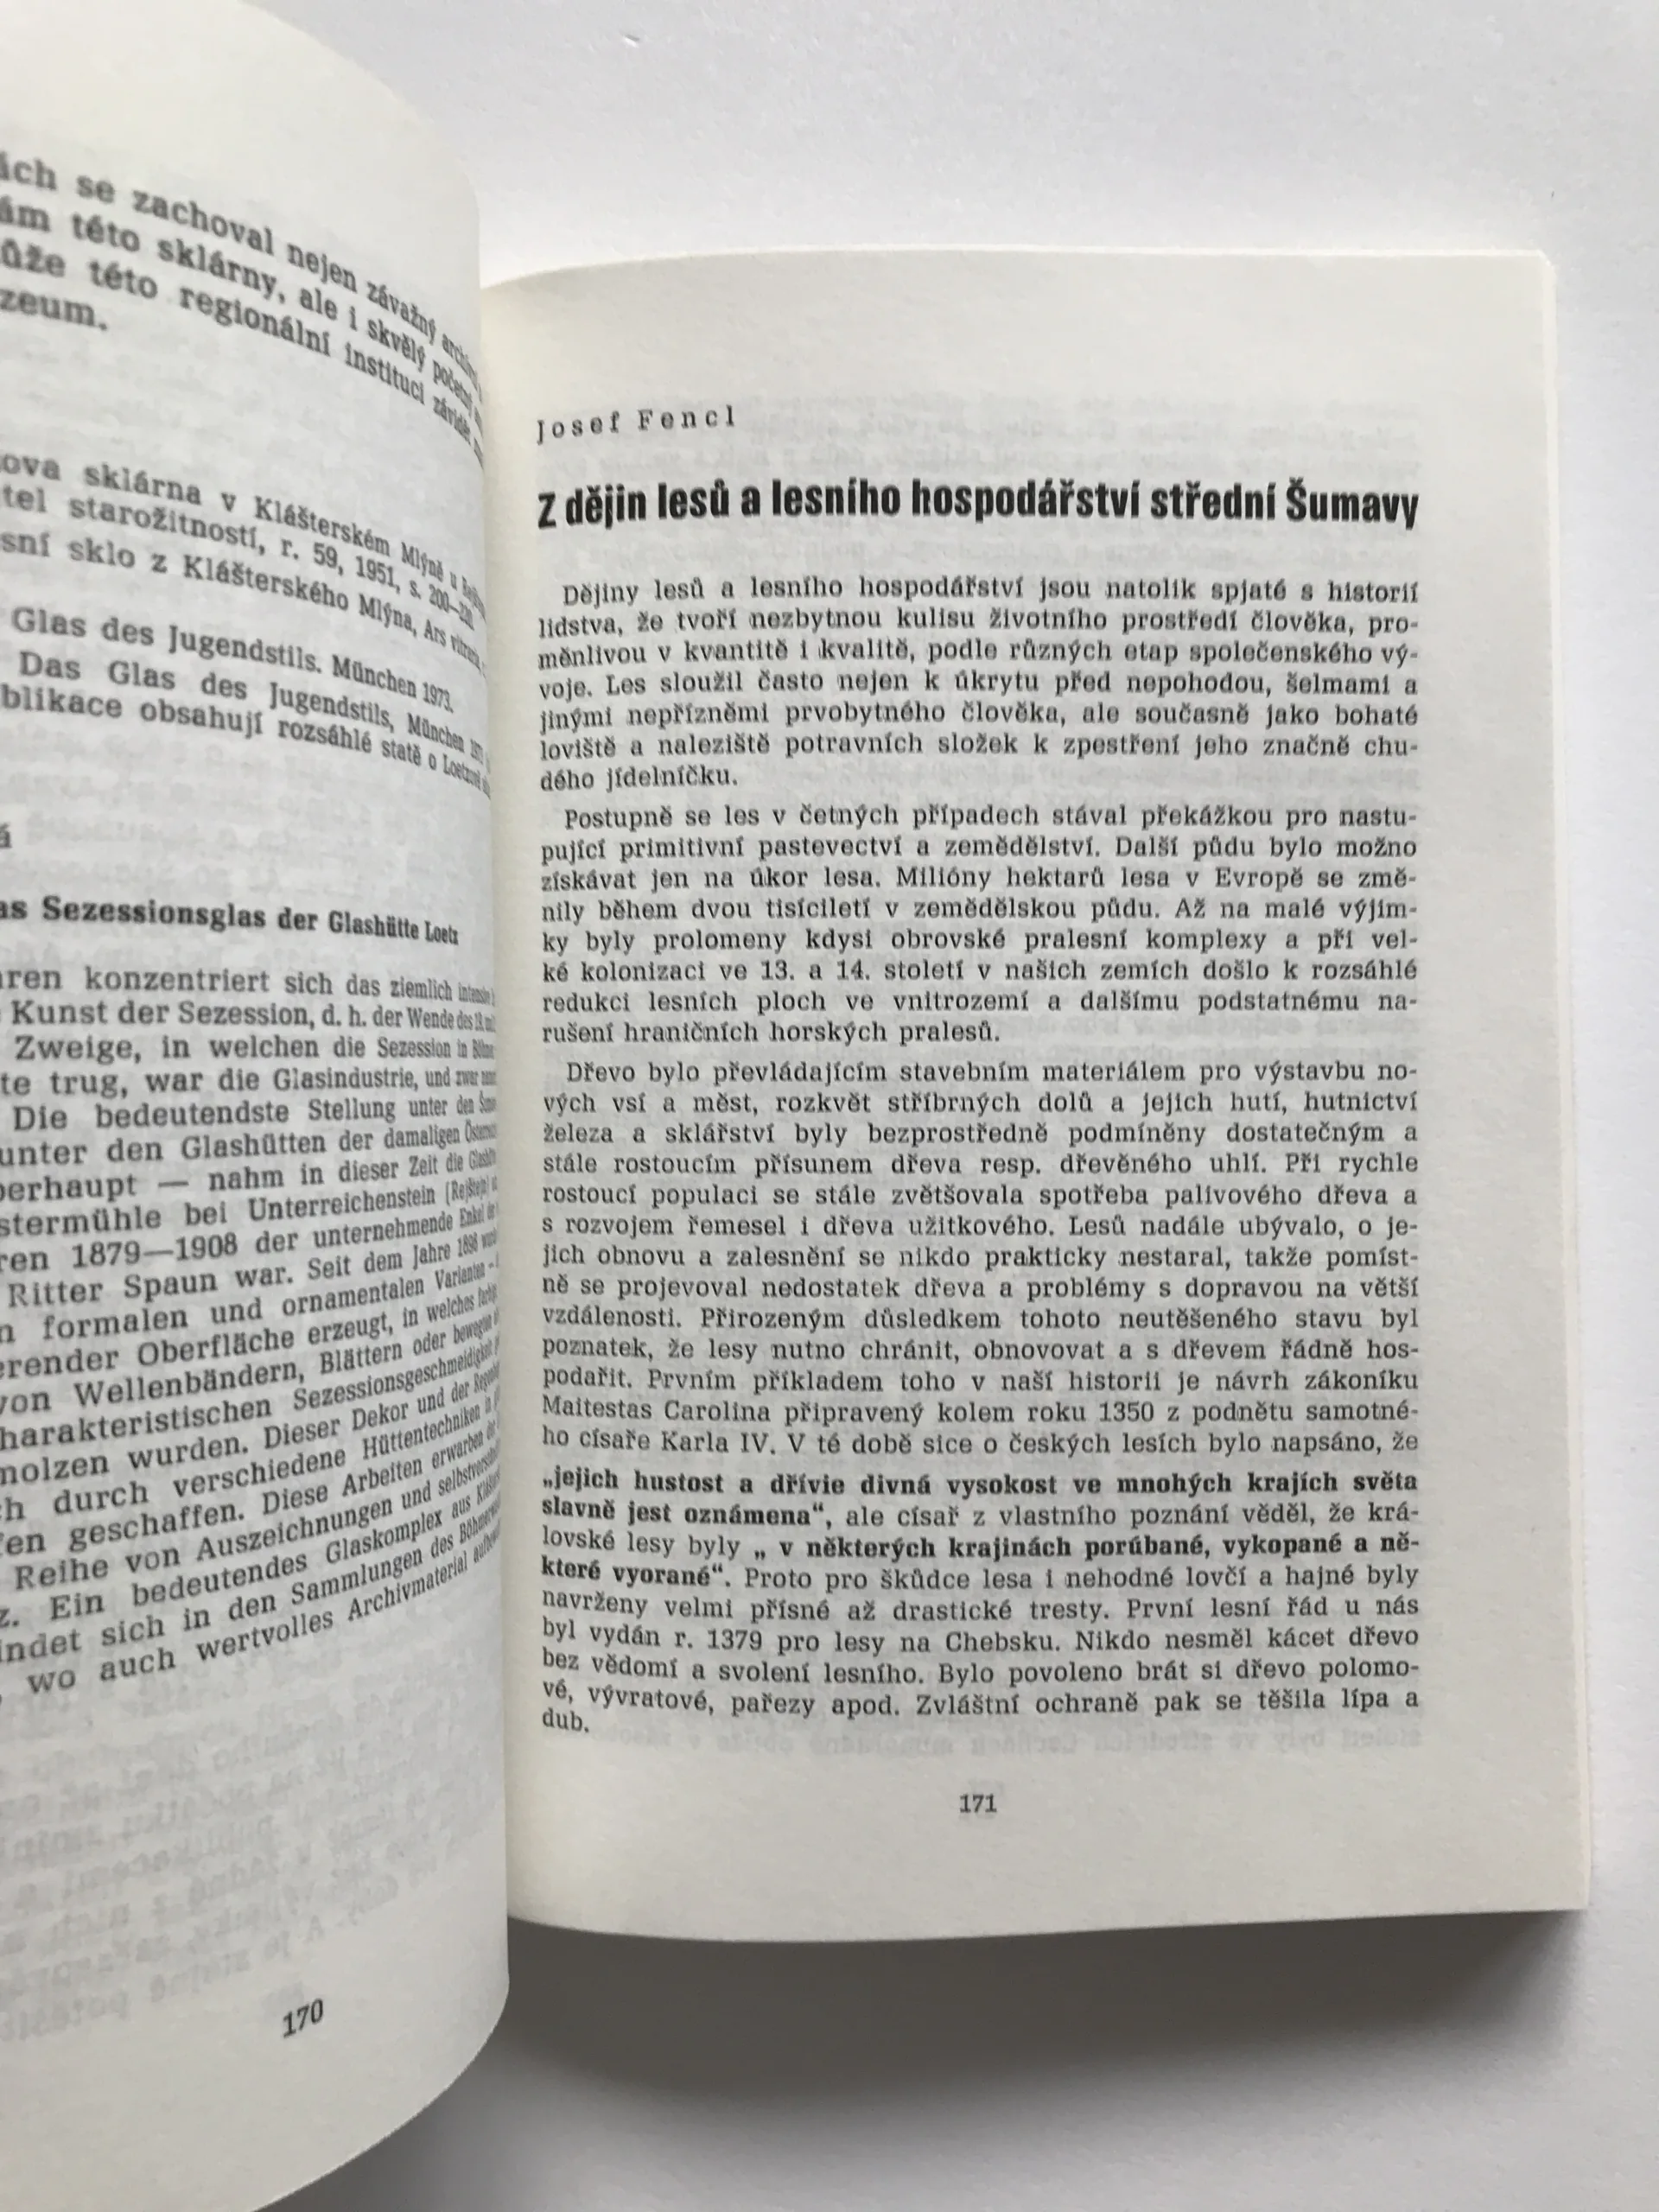 ách se zachoval nejen závažný
ám této sklárny, ale i skvělý početný
ůže této regionální instituci závidět
zeum.
ova sklárna v Klášterském Mlýně u
tel starožitností, r. 59, 1951, s. 200—
sní sklo z Klášterského Mlýna, Ars
Glas des Jugendstils. München 1973.
Das Glas des Jugendstils, München
blikace obsahují rozsáhlé statě o
á
as Sezessionsglas der Glashütte Loetz
ren konzentriert sich das ziemlich
Kunst der Sezession, d. h. der Wende des
Zweige, in welchen die Sezession in
te trug, war die Glasindustrie, und zwar
Die bedeutendste Stellung unter den
unter den Glashütten der damaligen
erhaupt — nahm in dieser Zeit die
stermühle bei Unterreichenstein (Rejštejn)
ren 1879—1908 der unternehmende Enkel der
Ritter Spaun war. Seit dem Jahre 1898
n formalen und ornamentalen Varianten —
erender Oberfläche erzeugt, in welches
von Wellenbändern, Blättern oder bewegten
harakteristischen Sezessionsgeschmeidigkeit
molzen wurden. Dieser Dekor und der
ch durch verschiedene Hüttentechniken in
fen geschaffen. Diese Arbeiten erwarben der
Reihe von Auszeichnungen und
z. Ein bedeutendes Glaskomplex aus
indet sich in den Sammlungen des
wo auch wertvolles Archivmaterial
170
Josef Fencl
Z dějin lesů a lesního hospodářství střední Šumavy
Dějiny lesů a lesního hospodářství jsou natolik spjaté s historií
lidstva, že tvoří nezbytnou kulisu životního prostředí člověka, pro-
měnlivou v kvantitě i kvalitě, podle různých etap společenského vý-
voje. Les sloužil často nejen k úkrytu před nepohodou, šelmami a
jinými nepřízněmi prvobytného člověka, ale současně jako bohaté
loviště a naleziště potravních složek k zpestření jeho značně chu-
dého jídelníčku.
Postupně se les v četných případech stával překážkou pro nastu-
pující primitivní pastevectví a zemědělství. Další půdu bylo možno
získávat jen na úkor lesa. Milióny hektarů lesa v Evropě se změ-
nily během dvou tisíciletí v zemědělskou půdu. Až na malé výjim-
ky byly prolomeny kdysi obrovské pralesní komplexy a při vel-
ké kolonizaci ve 13. a 14. století v našich zemích došlo k rozsáhlé
redukci lesních ploch ve vnitrozemí a dalšímu podstatnému na-
rušení hraničních horských pralesů.
Dřevo bylo převládajícím stavebním materiálem pro výstavbu no-
vých vsí a měst, rozkvět stříbrných dolů a jejich hutí, hutnictví
železa a sklářství byly bezprostředně podmíněny dostatečným a
stále rostoucím přísunem dřeva resp. dřevěného uhlí. Při rychle
rostoucí populaci se stále zvětšovala spotřeba palivového dřeva a
s rozvojem řemesel i dřeva užitkového. Lesů nadále ubývalo, o je-
jich obnovu a zalesnění se nikdo prakticky nestaral, takže pomíst-
ně se projevoval nedostatek dřeva a problémy s dopravou na větší
vzdálenosti. Přirozeným důsledkem tohoto neutěšeného stavu byl
poznatek, že lesy nutno chránit, obnovovat a s dřevem řádně hos-
podařit. Prvním příkladem toho v naší historii je návrh zákoníku
Maitestas Carolina připravený kolem roku 1350 z podnětu samotné-
ho císaře Karla IV. V té době sice o českých lesích bylo napsáno, že
„jejich hustost a dřívie divná vysokost ve mnohých krajích světa
slavně jest oznámena“, ale císař z vlastního poznání věděl, že krá-
lovské lesy byly „ v některých krajinách porúbané, vykopané a ně-
které vyorané“. Proto pro škůdce lesa i nehodné lovčí a hajné byly
navrženy velmi přísné až drastické tresty. První lesní řád u nás
byl vydán r. 1379 pro lesy na Chebsku. Nikdo nesměl kácet dřevo
bez vědomí a svolení lesního. Bylo povoleno brát si dřevo polomo-
vé, vývratové, pařezy apod. Zvláštní ochraně pak se těšila lípa a
dub.
171